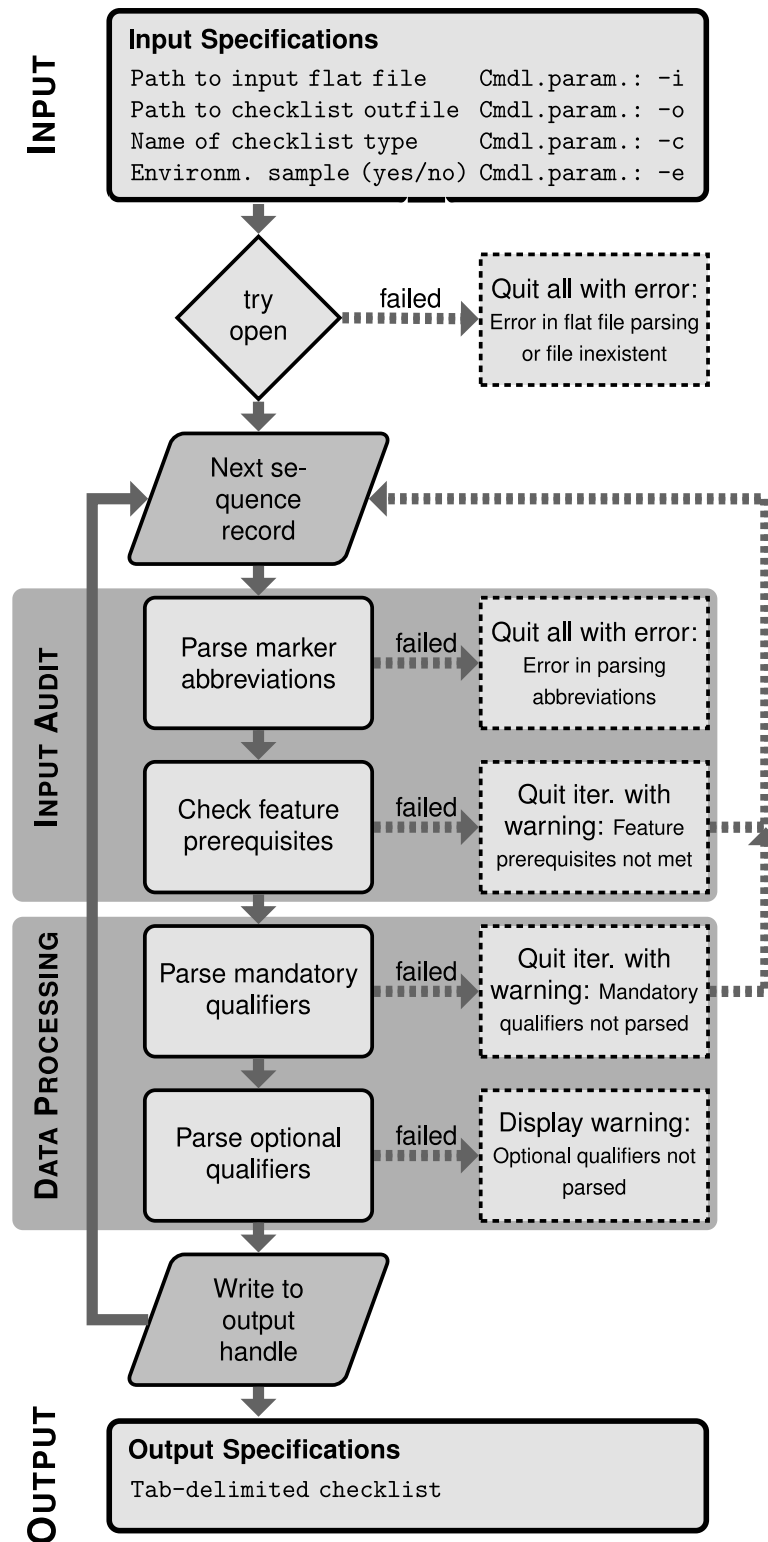 INPUT
Input Specifications
Path to input flat file Cmdl.param.: -i
Path to checklist outfile Cmdl.param.: -o
Name of checklist type Cmdl.param.: -c
Environm. sample (yes/no) Cmdl.param.: -e
try
open
failed
Quit all with error:
Error in flat file parsing
or file inexistent
Next se-
quence
record
INPUT AUDIT
Parse marker
abbreviations
failed
Quit all with error:
Error in parsing
abbreviations
Check feature
prerequisites
failed
Quit iter. with
warning: Feature
prerequisites not met
DATA PROCESSING
Parse mandatory
qualifiers
failed
Quit iter. with
warning: Mandatory
qualifiers not parsed
Parse optional
qualifiers
failed
Display warning:
Optional qualifiers not
parsed
Write to
output
handle
OUTPUT
Output Specifications
Tab-delimited checklist